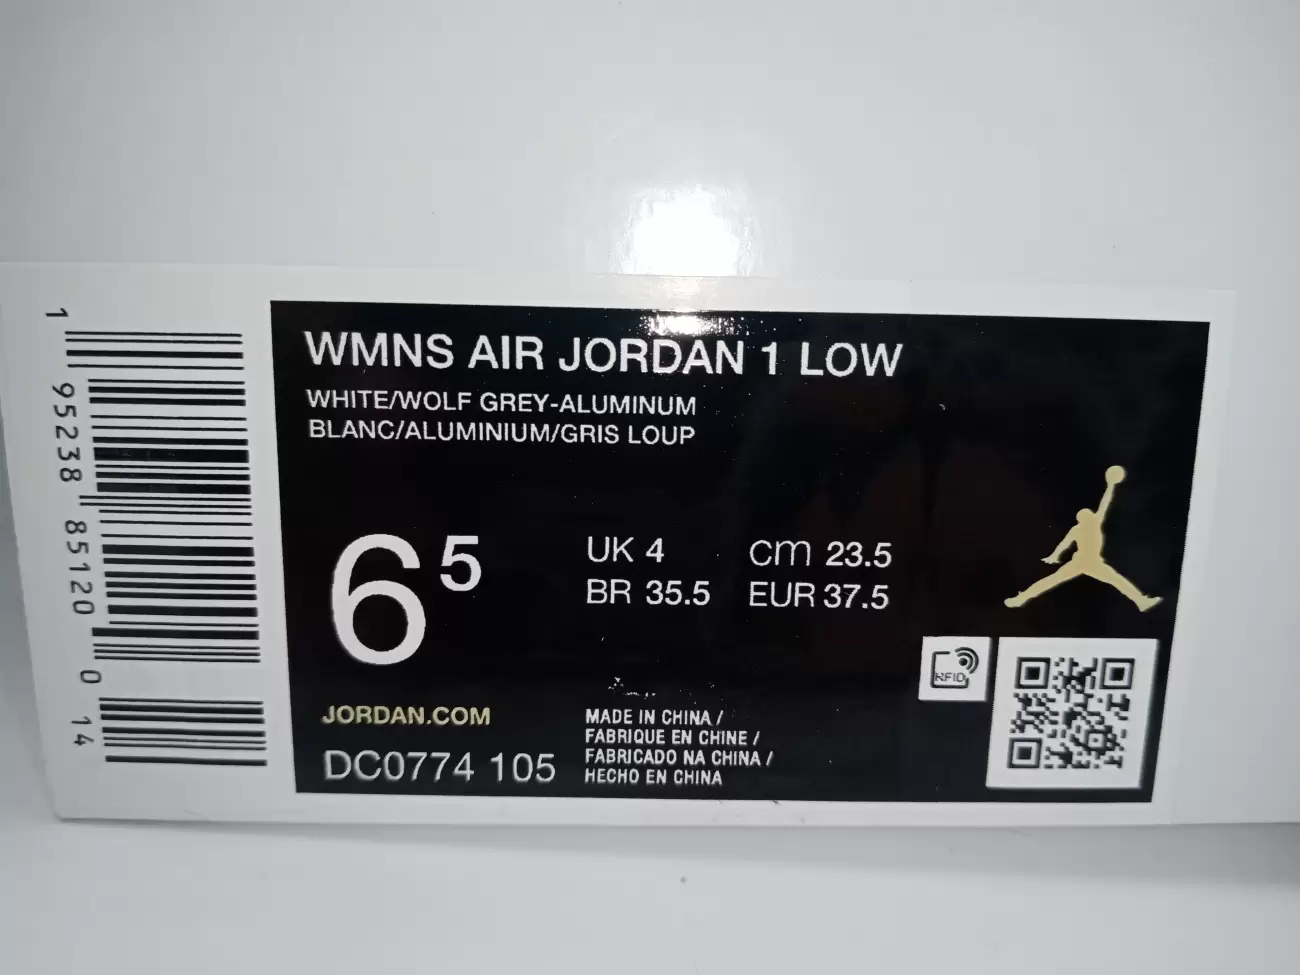 WMNS AIR JORDAN 1 LOW
WHITE/WOLF GREY-ALUMINUM
BLANC/ALUMINIUM/GRIS LOUP
6 5
UK 4
cm 23.5
BR 35.5
EUR 37.5
JORDAN.COM
DC0774 105
MADE IN CHINA /
FABRIQUE EN CHINE /
FABRICADO NA CHINA /
HECHO EN CHINA
RFID
1 95238 85120 0 14